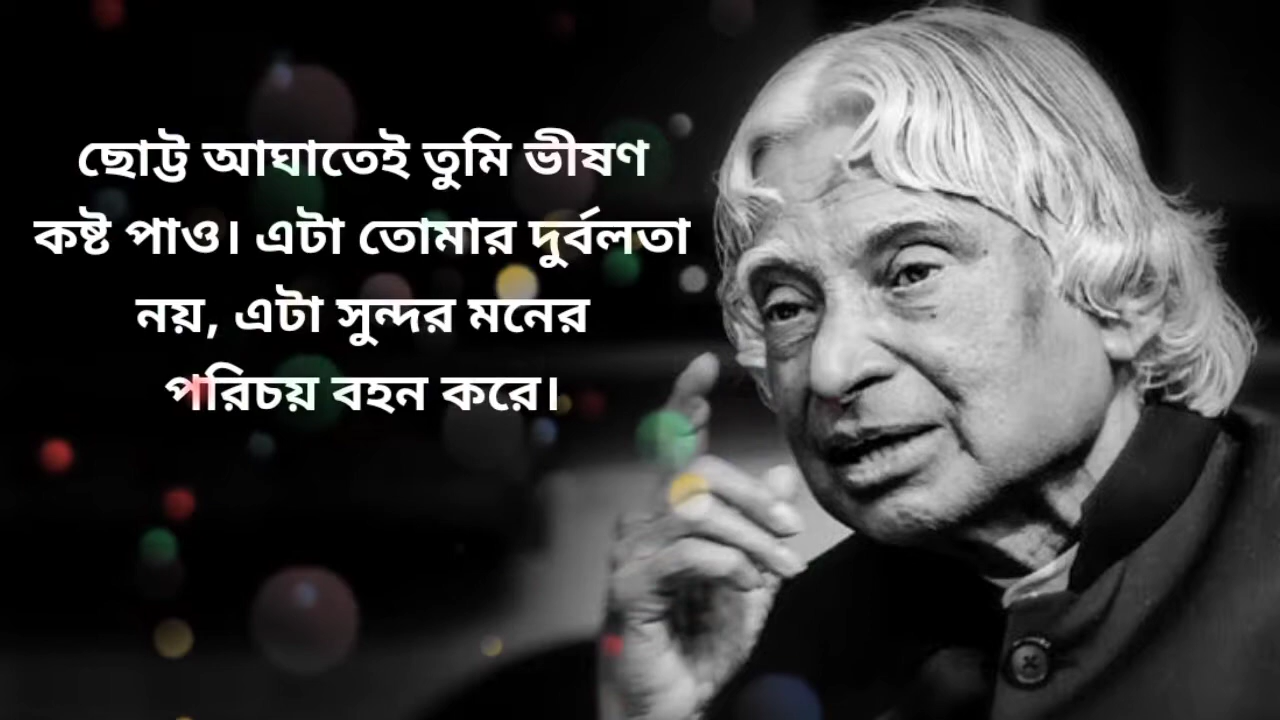 ছোট্ট আঘাতেই তুমি ভীষণ
কষ্ট পাও। এটা তোমার দুর্বলতা
নয়, এটা সুন্দর মনের
পরিচয় বহন করে।